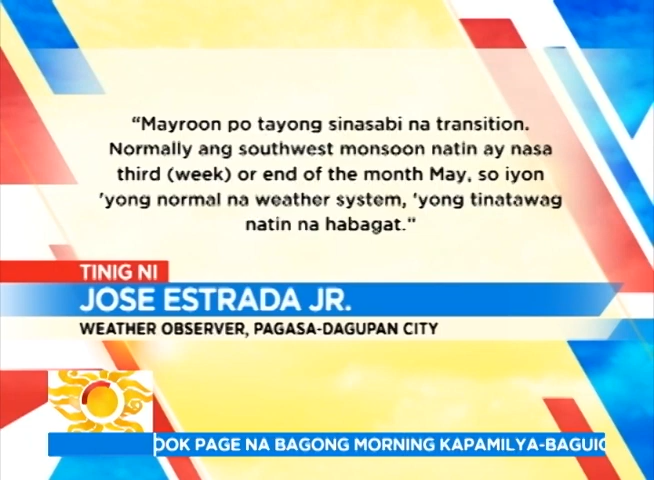 “Mayroon po tayong sinasabi na transition.
Normally ang southwest monsoon natin ay nasa
third (week) or end of the month May, so iyon
'yong normal na weather system, 'yong tinatawag
natin na habagat.”
TINIG NI
JOSE ESTRADA JR.
WEATHER OBSERVER, PAGASA-DAGUPAN CITY
PAGE NA BAGONG MORNING KAPAMILYA-BAGUIO